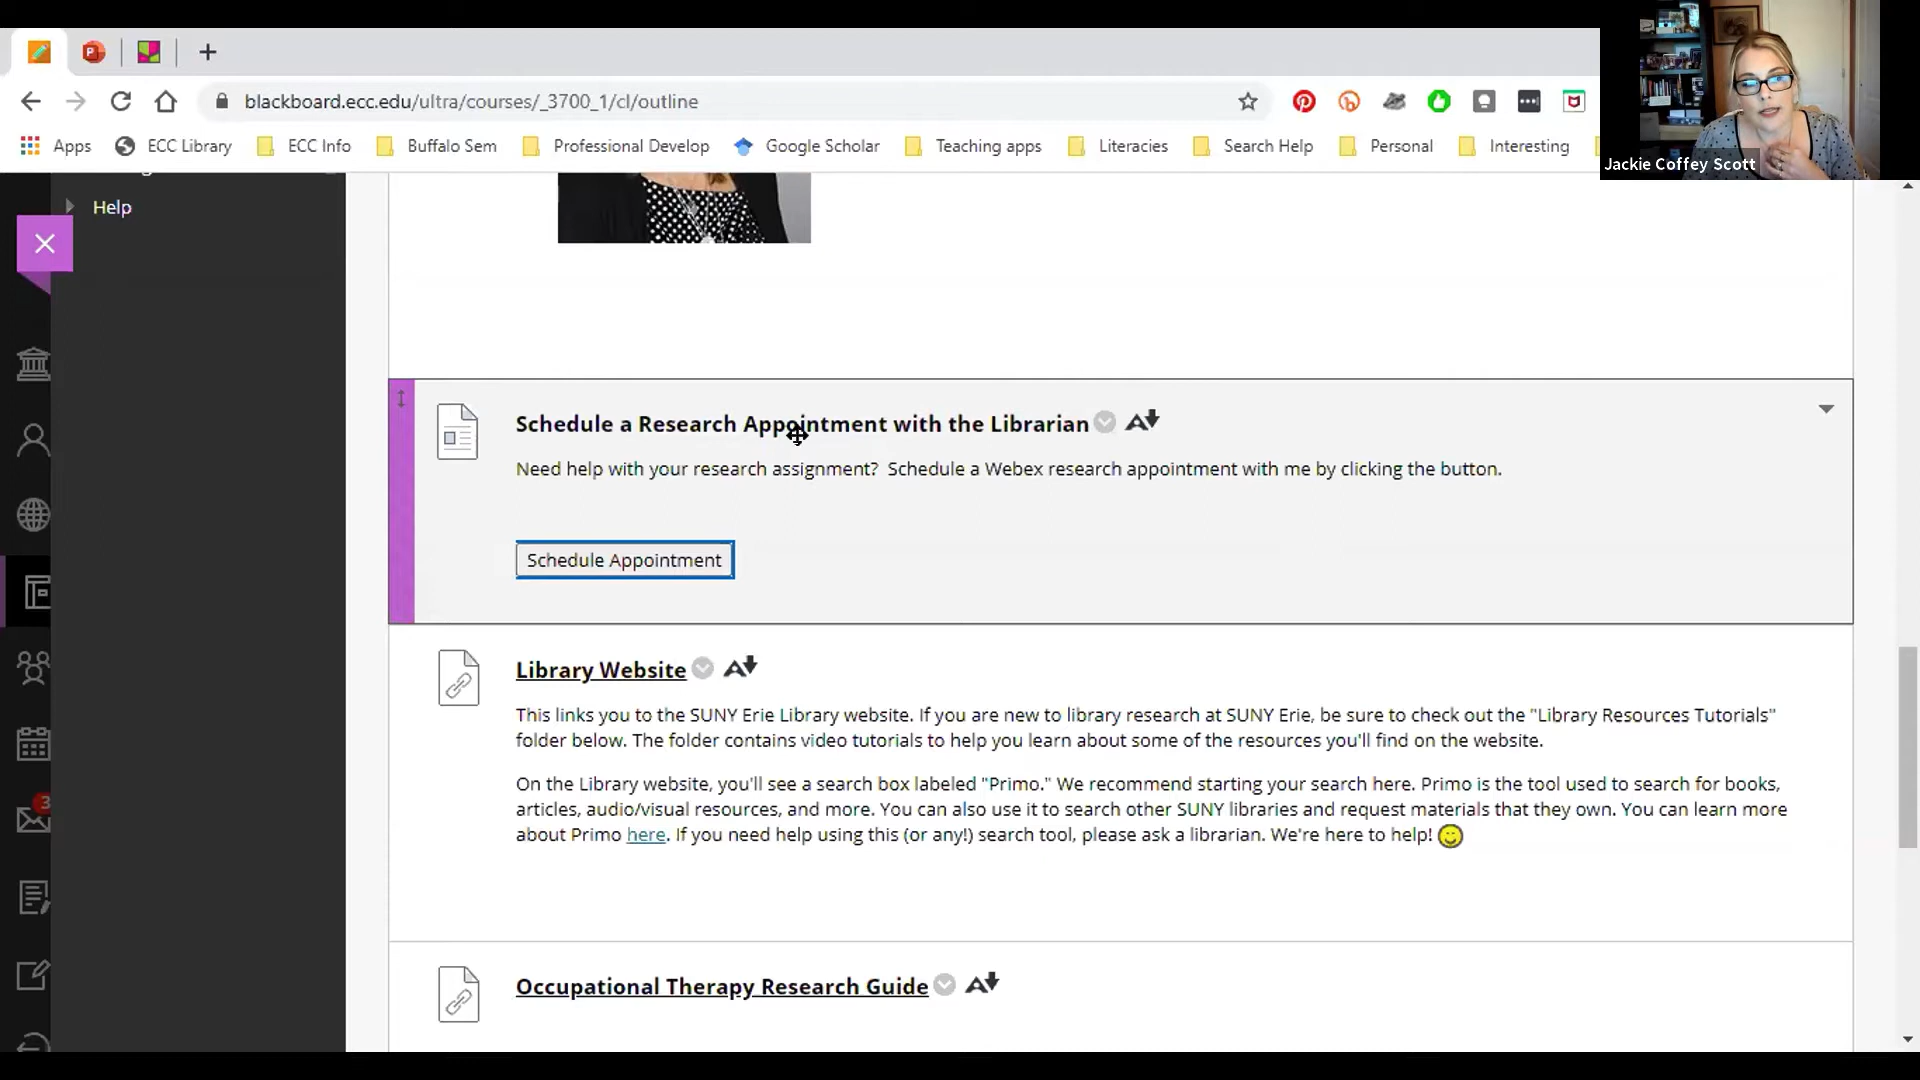 blackboard.ecc.edu/ultra/courses/_3700_1/cl/outline
Apps ECC Library ECC Info Buffalo Sem Professional Develop Google Scholar Teaching apps Literacies Search Help Personal Interesting
Jackie Coffey Scott
Help
Schedule a Research Appointment with the Librarian
Need help with your research assignment? Schedule a Webex research appointment with me by clicking the button.
Schedule Appointment
Library Website
This links you to the SUNY Erie Library website. If you are new to library research at SUNY Erie, be sure to check out the "Library Resources Tutorials"
folder below. The folder contains video tutorials to help you learn about some of the resources you'll find on the website.
On the Library website, you'll see a search box labeled "Primo." We recommend starting your search here. Primo is the tool used to search for books,
articles, audio/visual resources, and more. You can also use it to search other SUNY libraries and request materials that they own. You can learn more
about Primo here. If you need help using this (or any!) search tool, please ask a librarian. We're here to help!
3
Occupational Therapy Research Guide